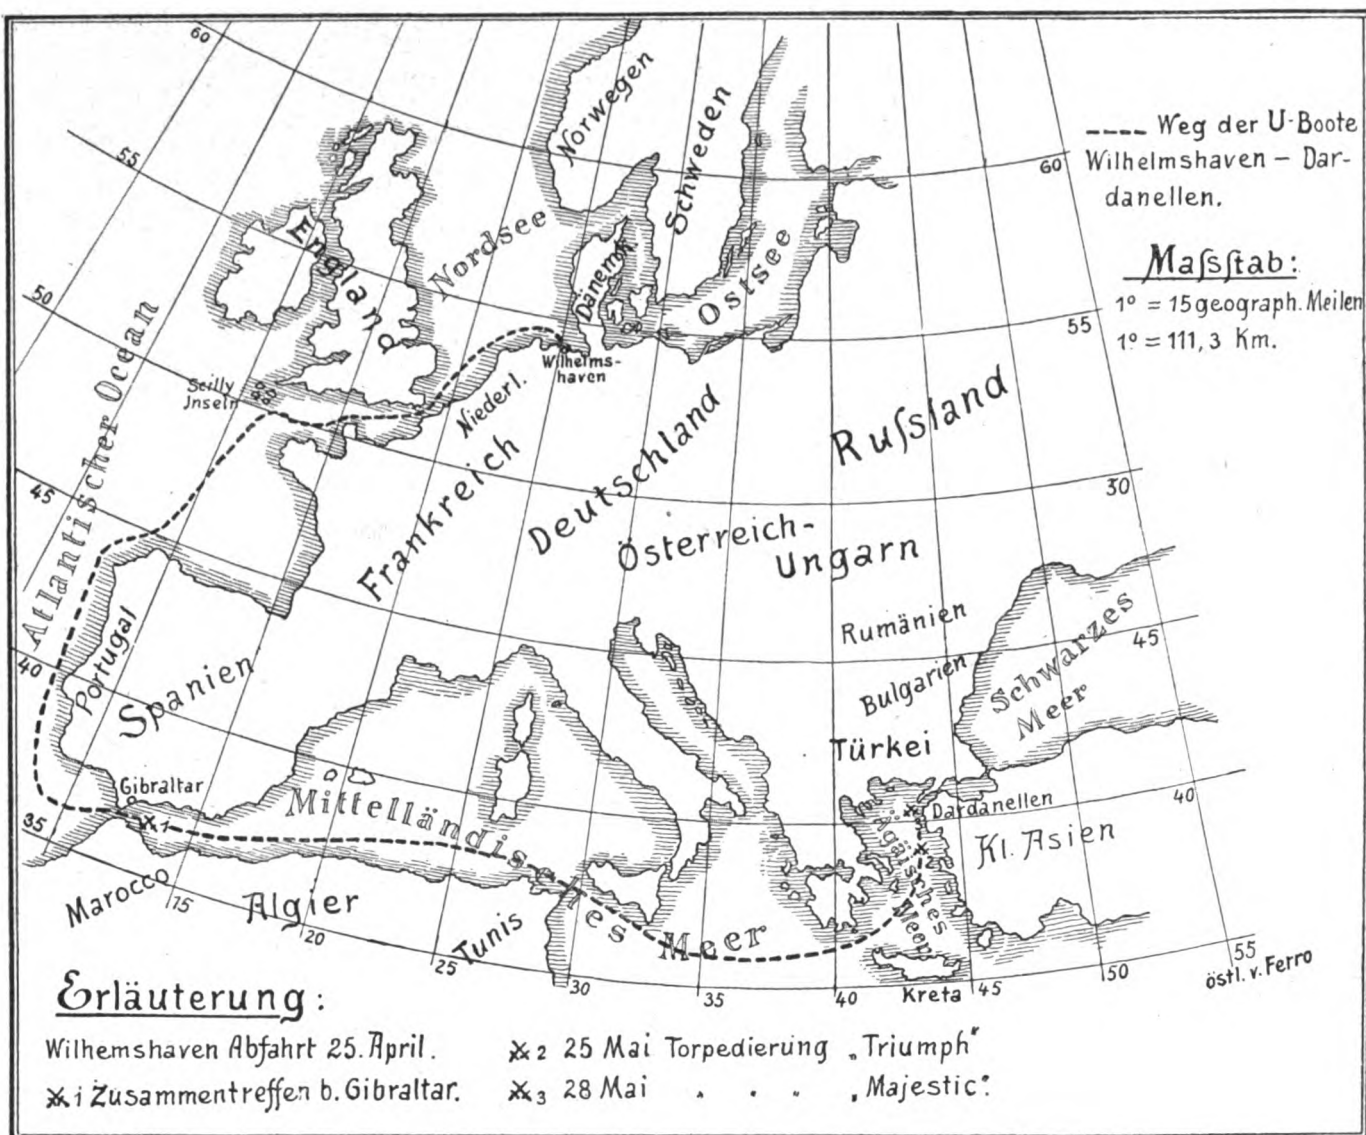 60
55
50
45
40
35
Norwegen
Schweden
Nordsee
Ostsee
England
Dänemk.
Wilhelms-
haven
Niederl.
Scilly
Inseln
Atlantischer Ocean
Frankreich
Deutschland
Russland
Österreich-
Ungarn
Rumänien
Bulgarien
Türkei
Schwarzes
Meer
Portugal
Spanien
Gibraltar
1
Mittelländisches Meer
Dardanellen
2
Ägäisches
Meer
Kl. Asien
Marocco
Algier
Tunis
Kreta
15
20
25
30
35
40
45
50
55
östl. v. Ferro
60
55
30
45
40
Weg der U-Boote
Wilhelmshaven – Dar-
danellen.
Maſsſtab:
1° = 15 geograph. Meilen
1° = 111,3 Km.
Erläuterung:
Wilhemshaven Abfahrt 25. April.
1 Zusammentreffen b. Gibraltar.
2 25 Mai Torpedierung „Triumph"
3 28 Mai " " " „Majestic".